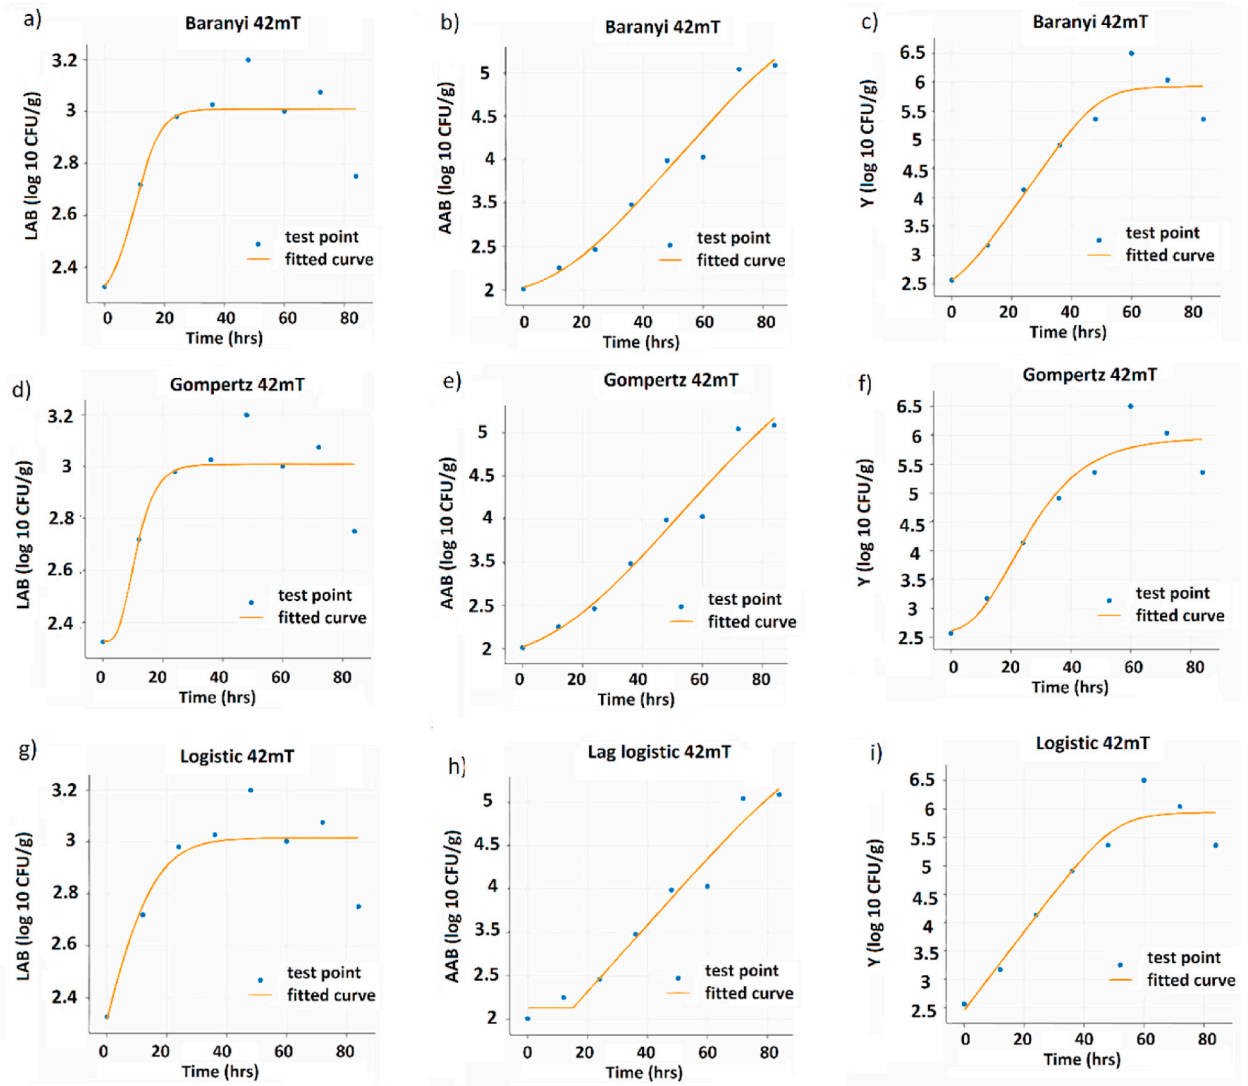 a)
Baranyi 42mT
3.2
3
2.8
2.6
2.4
LAB (log 10 CFU/g)
test point
fitted curve
0 20 40 60 80
Time (hrs)
b)
Baranyi 42mT
5
4.5
4
3.5
2.5
2
AAB (log 10 CFU/g)
test point
fitted curve
0 20 40 60 80
Time (hrs)
c)
Baranyi 42mT
6.5
6
5.5
5
4.5
4
3.5
3
2.5
Y (log 10 CFU/g)
test point
fitted curve
0 20 40 60 80
Time (hrs)
d)
Gompertz 42mT
3.2
3
2.8
2.6
2.4
LAB (log 10 CFU/g)
test point
fitted curve
0 20 40 60 80
Time (hrs)
e)
Gompertz 42mT
5
4
3.5
2.5
2
AAB (log 10 CFU/g)
test point
fitted curve
0 20 40 60 80
Time (hrs)
f)
Gompertz 42mT
6.5
6
5.5
5
4.5
4
3.5
3
2.5
Y (log 10 CFU/g)
test point
fitted curve
0 20 40 60 80
Time (hrs)
g)
Logistic 42mT
3.2
3
2.8
2.6
2.4
LAB (log 10 CFU/g)
test point
fitted curve
0 20 40 60 80
Time (hrs)
h)
Lag logistic 42mT
5
4.5
4
3.5
2.5
2
AAB (log 10 CFU/g)
test point
fitted curve
0 20 40 60 80
Time (hrs)
i)
Logistic 42mT
6.5
6
5.5
5
4.5
4
3.5
3
2.5
Y (log 10 CFU/g)
test point
fitted curve
0 20 40 60 80
Time (hrs)